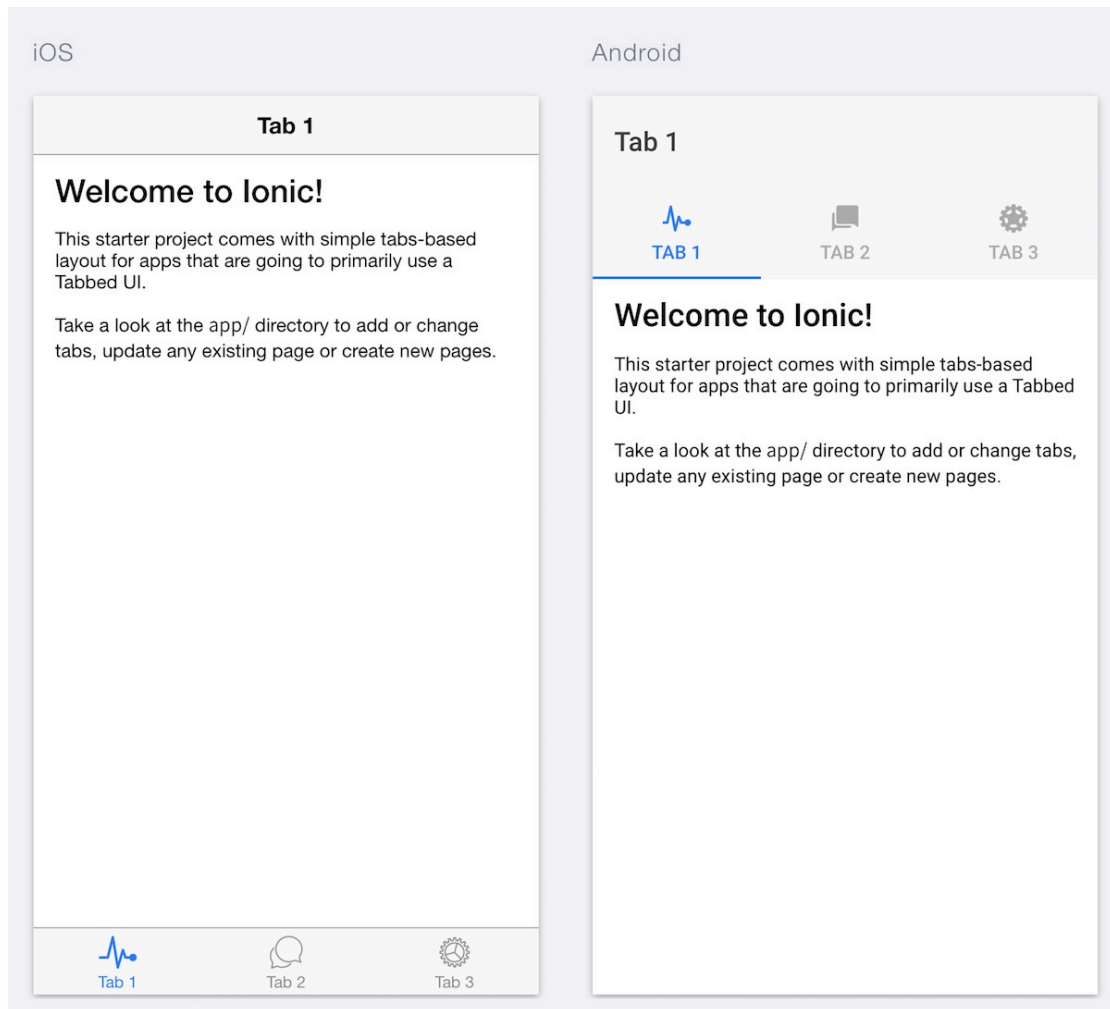 iOS
Tab 1
Welcome to Ionic!
This starter project comes with simple tabs-based
layout for apps that are going to primarily use a
Tabbed UI.
Take a look at the app/ directory to add or change
tabs, update any existing page or create new pages.
Tab 1
Tab 2
Tab 3
Android
Tab 1
TAB 1
TAB 2
TAB 3
Welcome to Ionic!
This starter project comes with simple tabs-based
layout for apps that are going to primarily use a Tabbed
UI.
Take a look at the app/ directory to add or change tabs,
update any existing page or create new pages.